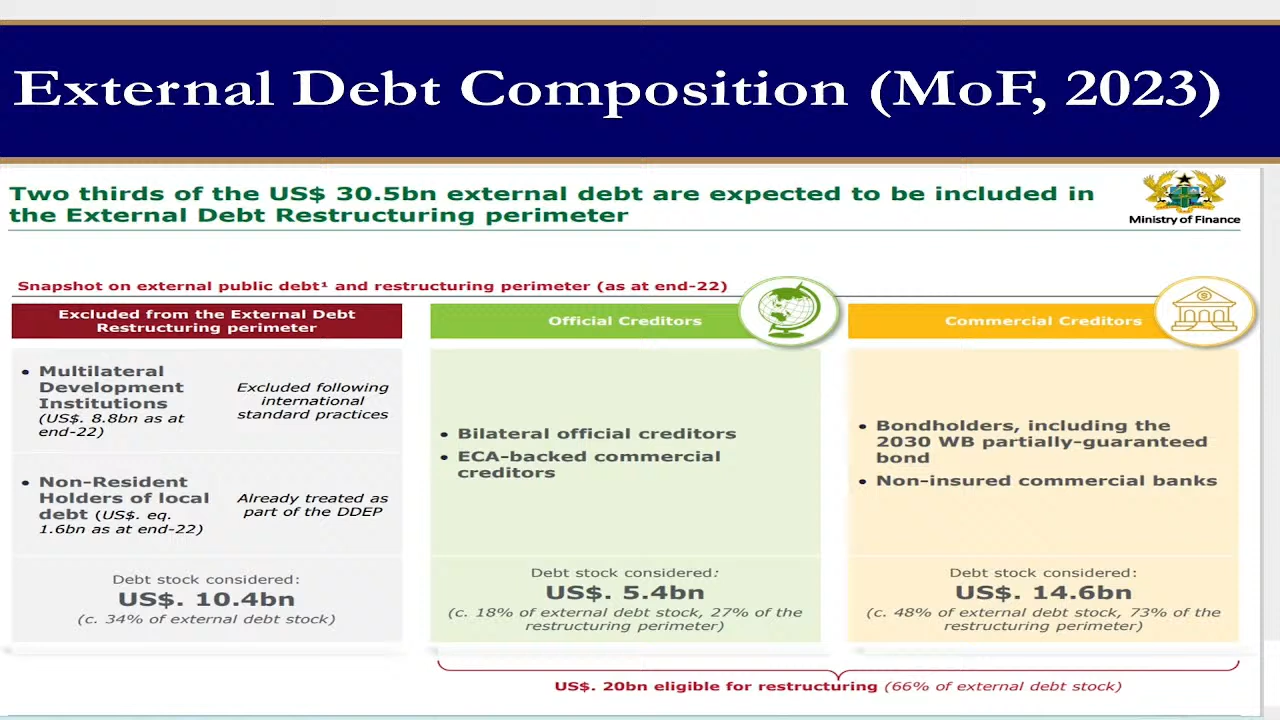 External Debt Composition (MoF, 2023)
Two thirds of the US$ 30.5bn external debt are expected to be included in
the External Debt Restructuring perimeter
Ministry of Finance
Snapshot on external public debt¹ and restructuring perimeter (as at end-22)
Excluded from the External Debt
Restructuring perimeter
• Multilateral
Development
Institutions
(US$. 8.8bn as at
end-22)
Excluded following
international
standard practices
• Non-Resident
Holders of local
debt (US$. eq.
1.6bn as at end-22)
Already treated as
part of the DDEP
Debt stock considered:
US$. 10.4bn
(c. 34% of external debt stock)
Official Creditors
• Bilateral official creditors
• ECA-backed commercial
creditors
Debt stock considered:
US$. 5.4bn
(c. 18% of external debt stock, 27% of the
restructuring perimeter)
Commercial Creditors
• Bondholders, including the
2030 WB partially-guaranteed
bond
• Non-insured commercial banks
Debt stock considered:
US$. 14.6bn
(c. 48% of external debt stock, 73% of the
restructuring perimeter)
US$. 20bn eligible for restructuring (66% of external debt stock)